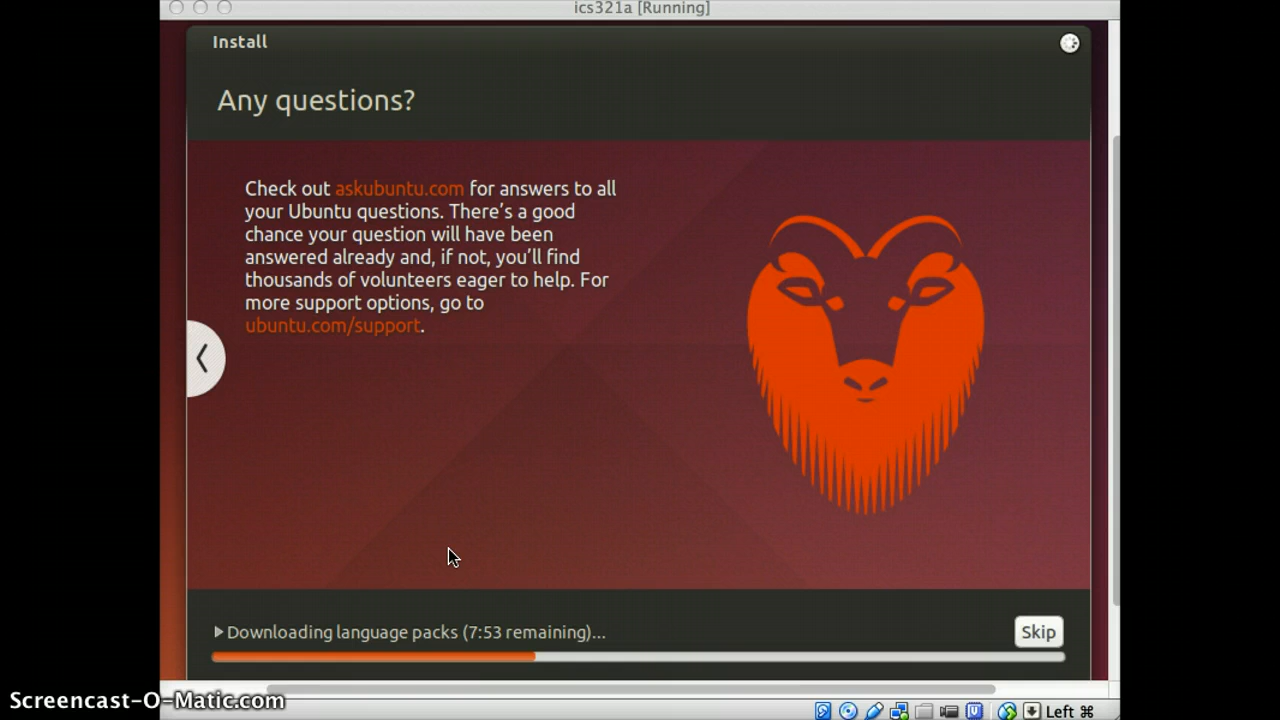 ics321a [Running]
Install
Any questions?
Check out askubuntu.com for answers to all
your Ubuntu questions. There’s a good
chance your question will have been
answered already and, if not, you’ll find
thousands of volunteers eager to help. For
more support options, go to
ubuntu.com/support.
Downloading language packs (7:53 remaining)...
Skip
Screencast-O-Matic.com
Left ⌘